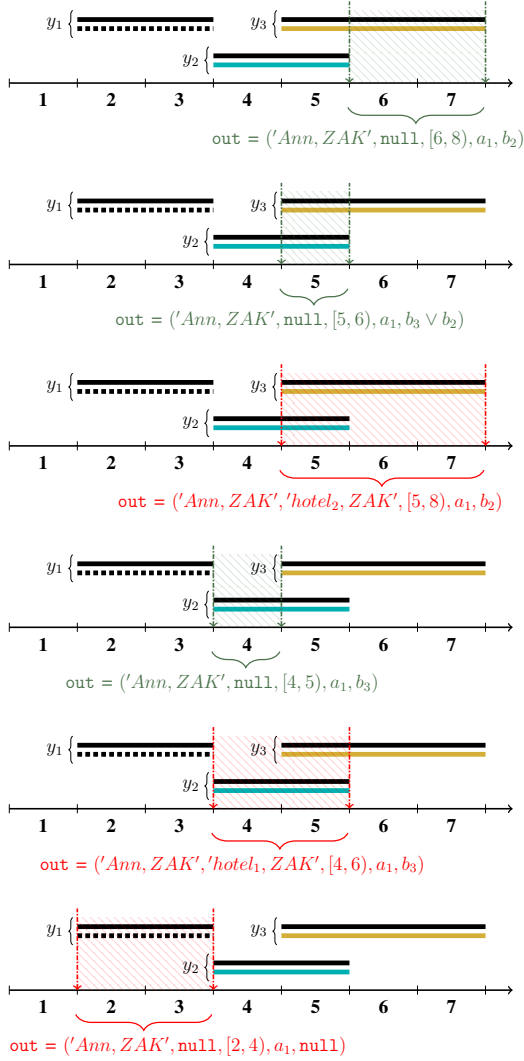 y₁ y₃
y₂
1 2 3 4 5 6 7
out = ('Ann, ZAK', null, [6, 8), a₁, b₂)
y₁ y₃
y₂
1 2 3 4 5 6 7
out = ('Ann, ZAK', null, [5, 6), a₁, b₃ ∨ b₂)
y₁ y₃
y₂
1 2 3 4 5 6 7
out = ('Ann, ZAK', 'hotel₂, ZAK', [5, 8), a₁, b₂)
y₁ y₃
y₂
1 2 3 4 5 6 7
out = ('Ann, ZAK', null, [4, 5), a₁, b₃)
y₁ y₃
y₂
1 2 3 4 5 6 7
out = ('Ann, ZAK', 'hotel₁, ZAK', [4, 6), a₁, b₃)
y₁ y₃
y₂
1 2 3 4 5 6 7
out = ('Ann, ZAK', null, [2, 4), a₁, null)